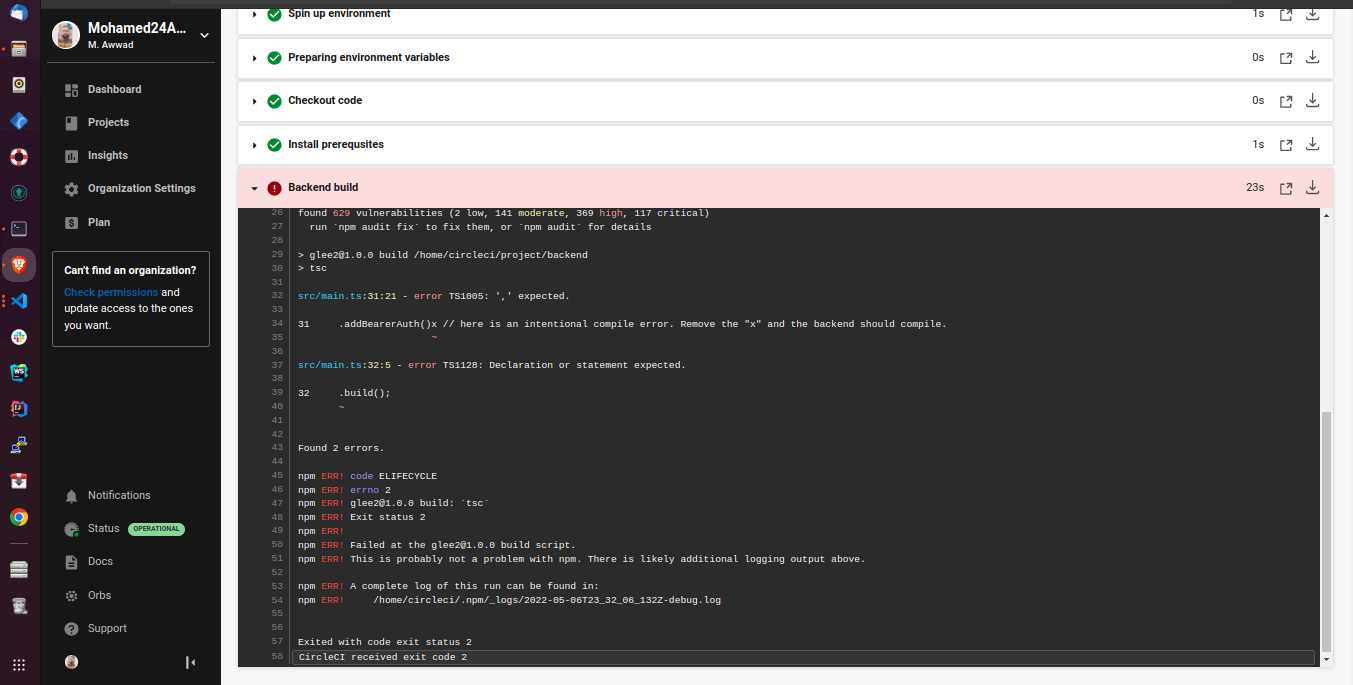 Mohamed24A...
M. Awwad
Dashboard
Projects
Insights
Organization Settings
Plan
Can't find an organization?
Check permissions and
update access to the ones
you want.
Notifications
Status OPERATIONAL
Docs
Orbs
Support
Spin up environment 1s
Preparing environment variables 0s
Checkout code 0s
Install prerequsites 1s
Backend build 23s
26 found 629 vulnerabilities (2 low, 141 moderate, 369 high, 117 critical)
27 run `npm audit fix` to fix them, or `npm audit` for details
28
29 > glee2@1.0.0 build /home/circleci/project/backend
30 > tsc
31
32 src/main.ts:31:21 - error TS1005: ',' expected.
33
34 31 .addBearerAuth()x // here is an intentional compile error. Remove the "x" and the backend should compile.
35 ~
36
37 src/main.ts:32:5 - error TS1128: Declaration or statement expected.
38
39 32 .build();
40 ~
41
42
43 Found 2 errors.
44
45 npm ERR! code ELIFECYCLE
46 npm ERR! errno 2
47 npm ERR! glee2@1.0.0 build: `tsc`
48 npm ERR! Exit status 2
49 npm ERR!
50 npm ERR! Failed at the glee2@1.0.0 build script.
51 npm ERR! This is probably not a problem with npm. There is likely additional logging output above.
52
53 npm ERR! A complete log of this run can be found in:
54 npm ERR! /home/circleci/.npm/_logs/2022-05-06T23_32_06_132Z-debug.log
55
56
57 Exited with code exit status 2
58 CircleCI received exit code 2